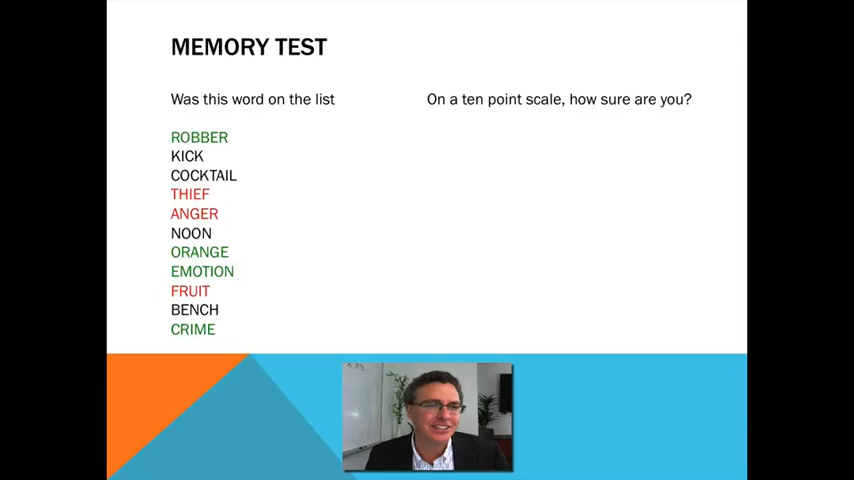 MEMORY TEST
Was this word on the list
On a ten point scale, how sure are you?
ROBBER
KICK
COCKTAIL
THIEF
ANGER
NOON
ORANGE
EMOTION
FRUIT
BENCH
CRIME